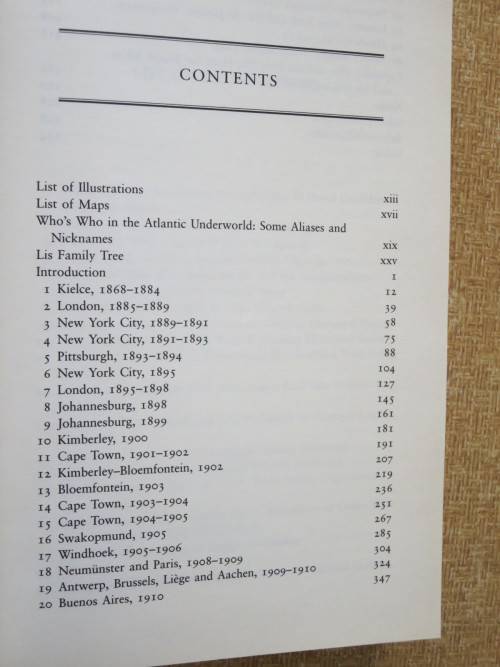 CONTENTS
List of Illustrations xiii
List of Maps xvii
Who's Who in the Atlantic Underworld: Some Aliases and
Nicknames xix
Lis Family Tree xxv
Introduction 1
1 Kielce, 1868–1884 12
2 London, 1885–1889 39
3 New York City, 1889–1891 58
4 New York City, 1891–1893 75
5 Pittsburgh, 1893–1894 88
6 New York City, 1895 104
7 London, 1895–1898 127
8 Johannesburg, 1898 145
9 Johannesburg, 1899 161
10 Kimberley, 1900 181
11 Cape Town, 1901–1902 191
12 Kimberley–Bloemfontein, 1902 207
13 Bloemfontein, 1903 219
14 Cape Town, 1903–1904 236
15 Cape Town, 1904–1905 251
16 Swakopmund, 1905 267
17 Windhoek, 1905–1906 285
18 Neumünster and Paris, 1908–1909 304
19 Antwerp, Brussels, Liège and Aachen, 1909–1910 324
20 Buenos Aires, 1910 347